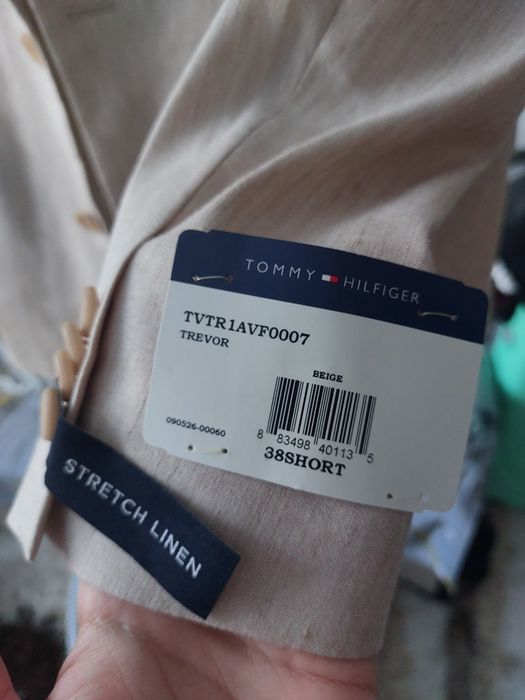 TOMMY HILFIGER
TVTR1AVF0007
TREVOR
BEIGE
090526-00060
8 83498 40113 5
38SHORT
STRETCH LINEN